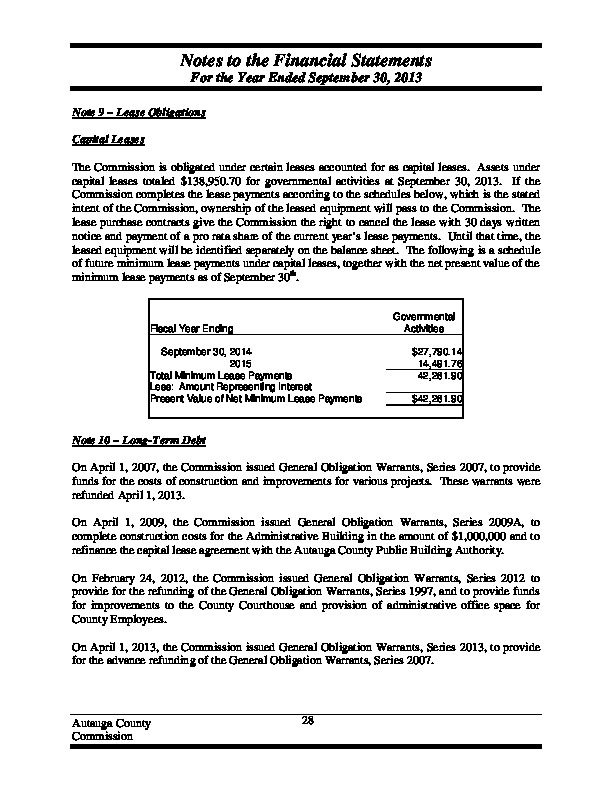 Notes to the Financial Statements
For the Year Ended September 30, 2013
Note 9 – Lease Obligations
Capital Leases
The Commission is obligated under certain leases accounted for as capital leases. Assets under
capital leases totaled $138,950.70 for governmental activities at September 30, 2013. If the
Commission completes the lease payments according to the schedules below, which is the stated
intent of the Commission, ownership of the leased equipment will pass to the Commission. The
lease purchase contracts give the Commission the right to cancel the lease with 30 days written
notice and payment of a pro rata share of the current year's lease payments. Until that time, the
leased equipment will be identified separately on the balance sheet. The following is a schedule
of future minimum lease payments under capital leases, together with the net present value of the
minimum lease payments as of September 30th.
Governmental
Fiscal Year Ending Activities
September 30, 2014 $27,790.14
2015 14,491.76
Total Minimum Lease Payments 42,281.90
Less: Amount Representing Interest
Present Value of Net Minimum Lease Payments $42,281.90
Note 10 – Long-Term Debt
On April 1, 2007, the Commission issued General Obligation Warrants, Series 2007, to provide
funds for the costs of construction and improvements for various projects. These warrants were
refunded April 1, 2013.
On April 1, 2009, the Commission issued General Obligation Warrants, Series 2009A, to
complete construction costs for the Administrative Building in the amount of $1,000,000 and to
refinance the capital lease agreement with the Autauga County Public Building Authority.
On February 24, 2012, the Commission issued General Obligation Warrants, Series 2012 to
provide for the refunding of the General Obligation Warrants, Series 1997, and to provide funds
for improvements to the County Courthouse and provision of administrative office space for
County Employees.
On April 1, 2013, the Commission issued General Obligation Warrants, Series 2013, to provide
for the advance refunding of the General Obligation Warrants, Series 2007.
Autauga County 28
Commission